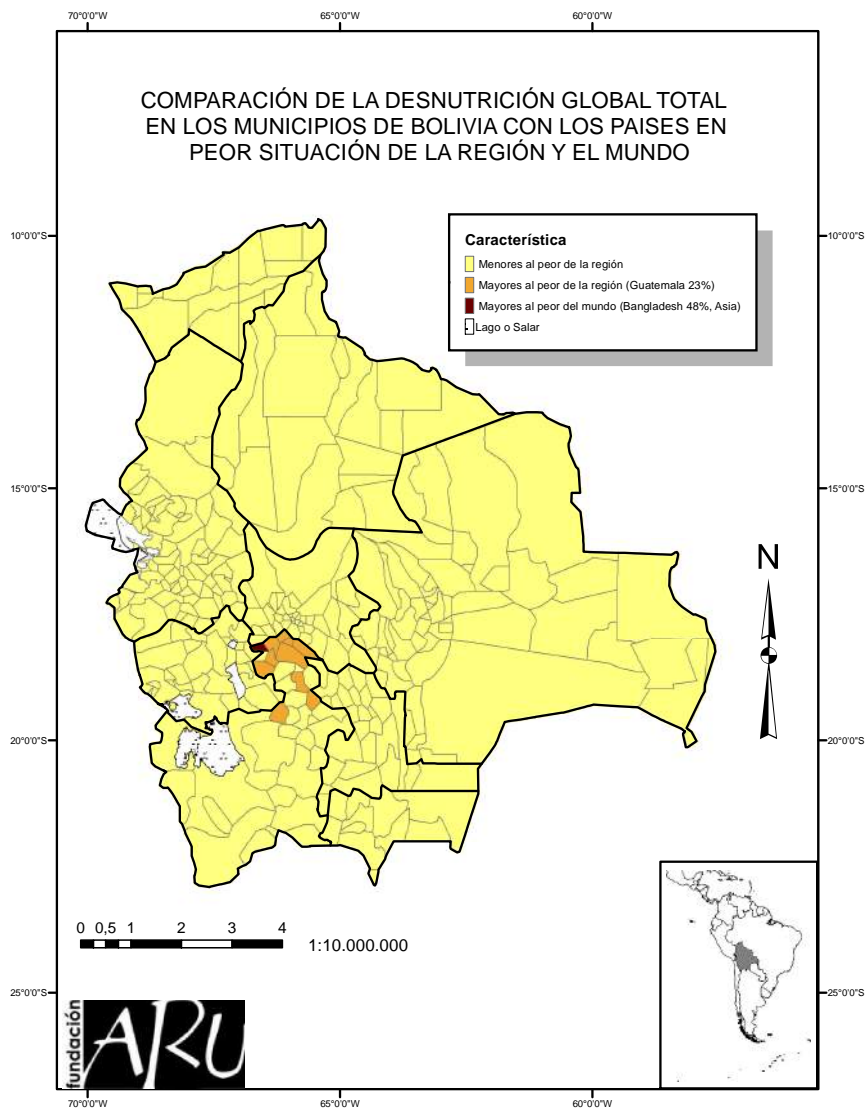 70°0'0"W 65°0'0"W 60°0'0"W
COMPARACIÓN DE LA DESNUTRICIÓN GLOBAL TOTAL
EN LOS MUNICIPIOS DE BOLIVIA CON LOS PAISES EN
PEOR SITUACIÓN DE LA REGIÓN Y EL MUNDO
10°0'0"S 10°0'0"S
Característica
Menores al peor de la región
Mayores al peor de la región (Guatemala 23%)
Mayores al peor del mundo (Bangladesh 48%, Asia)
Lago o Salar
15°0'0"S 15°0'0"S
N
20°0'0"S 20°0'0"S
0 0,5 1 2 3 4
1:10.000.000
25°0'0"S 25°0'0"S
fundación
ARU
70°0'0"W 65°0'0"W 60°0'0"W